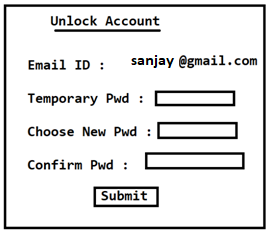 Unlock Account
Email ID : sanjay @gmail.com
Temporary Pwd :
Choose New Pwd :
Confirm Pwd :
Submit